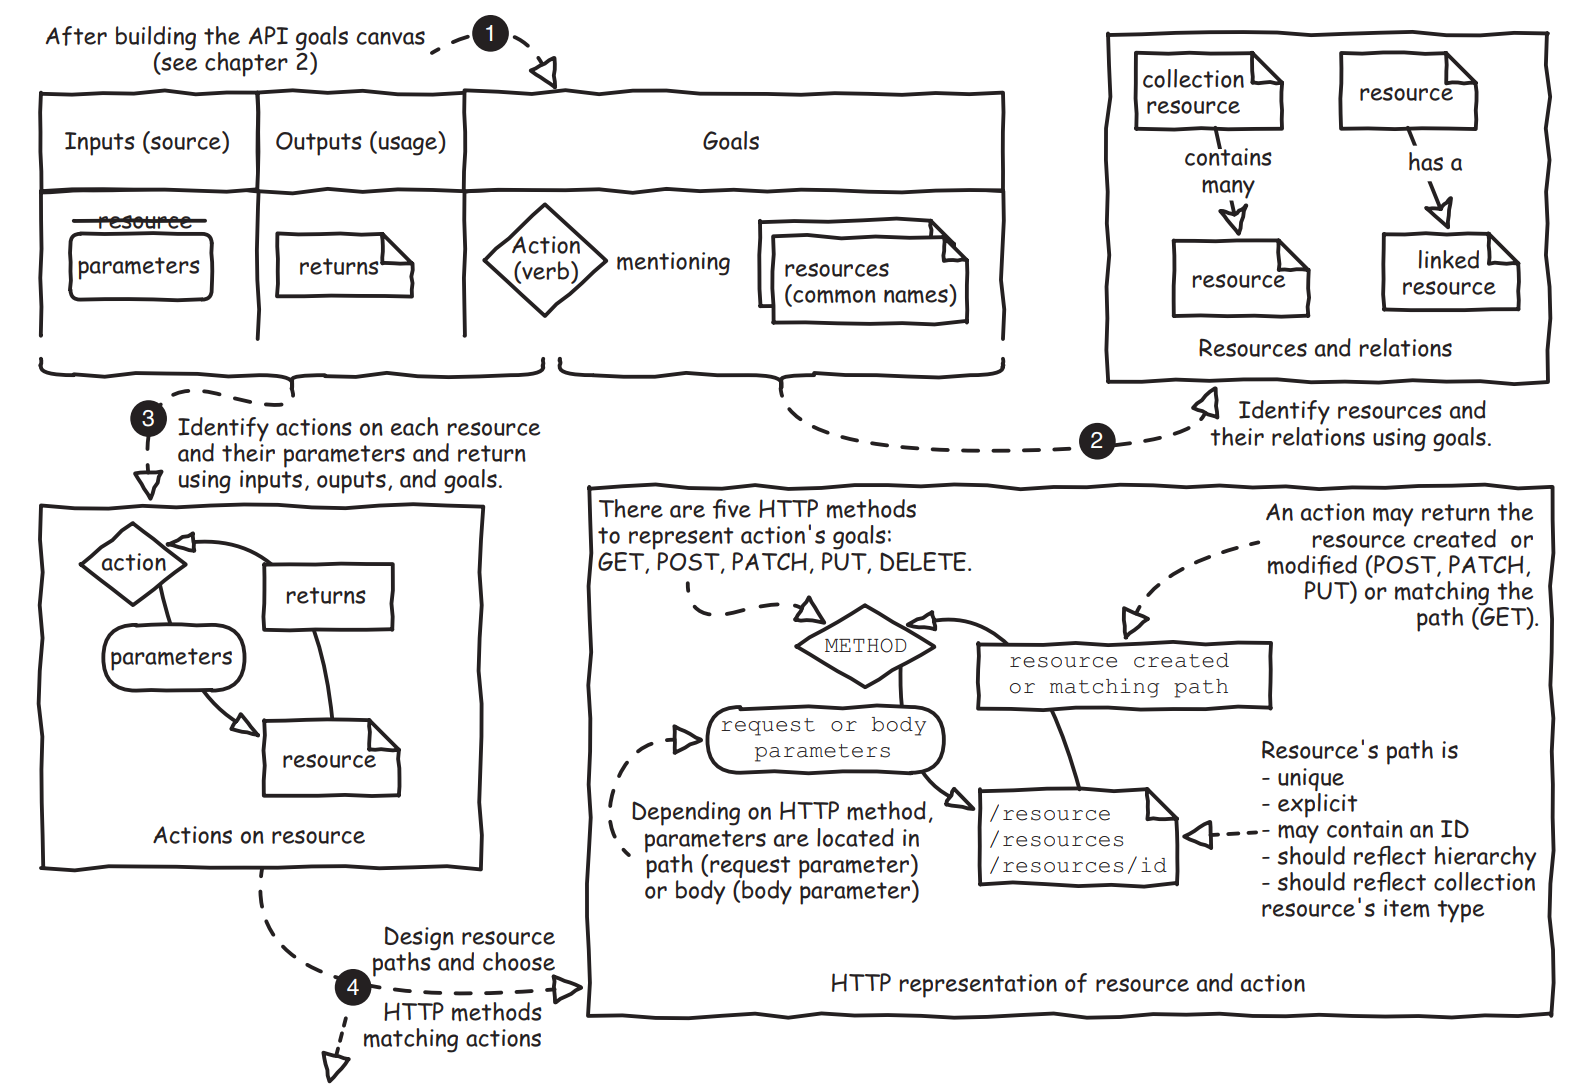 After building the API goals canvas
(see chapter 2)
1
Inputs (source)
Outputs (usage)
Goals
resource
parameters
returns
Action
(verb)
mentioning
resources
(common names)
collection
resource
contains
many
resource
resource
has a
linked
resource
Resources and relations
2
Identify resources and
their relations using goals.
3
Identify actions on each resource
and their parameters and return
using inputs, ouputs, and goals.
action
returns
parameters
resource
Actions on resource
4
Design resource
paths and choose
HTTP methods
matching actions
There are five HTTP methods
to represent action's goals:
GET, POST, PATCH, PUT, DELETE.
An action may return the
resource created or
modified (POST, PATCH,
PUT) or matching the
path (GET).
METHOD
resource created
or matching path
request or body
parameters
Depending on HTTP method,
parameters are located in
path (request parameter)
or body (body parameter)
/resource
/resources
/resources/id
Resource's path is
- unique
- explicit
- may contain an ID
- should reflect hierarchy
- should reflect collection
resource's item type
HTTP representation of resource and action